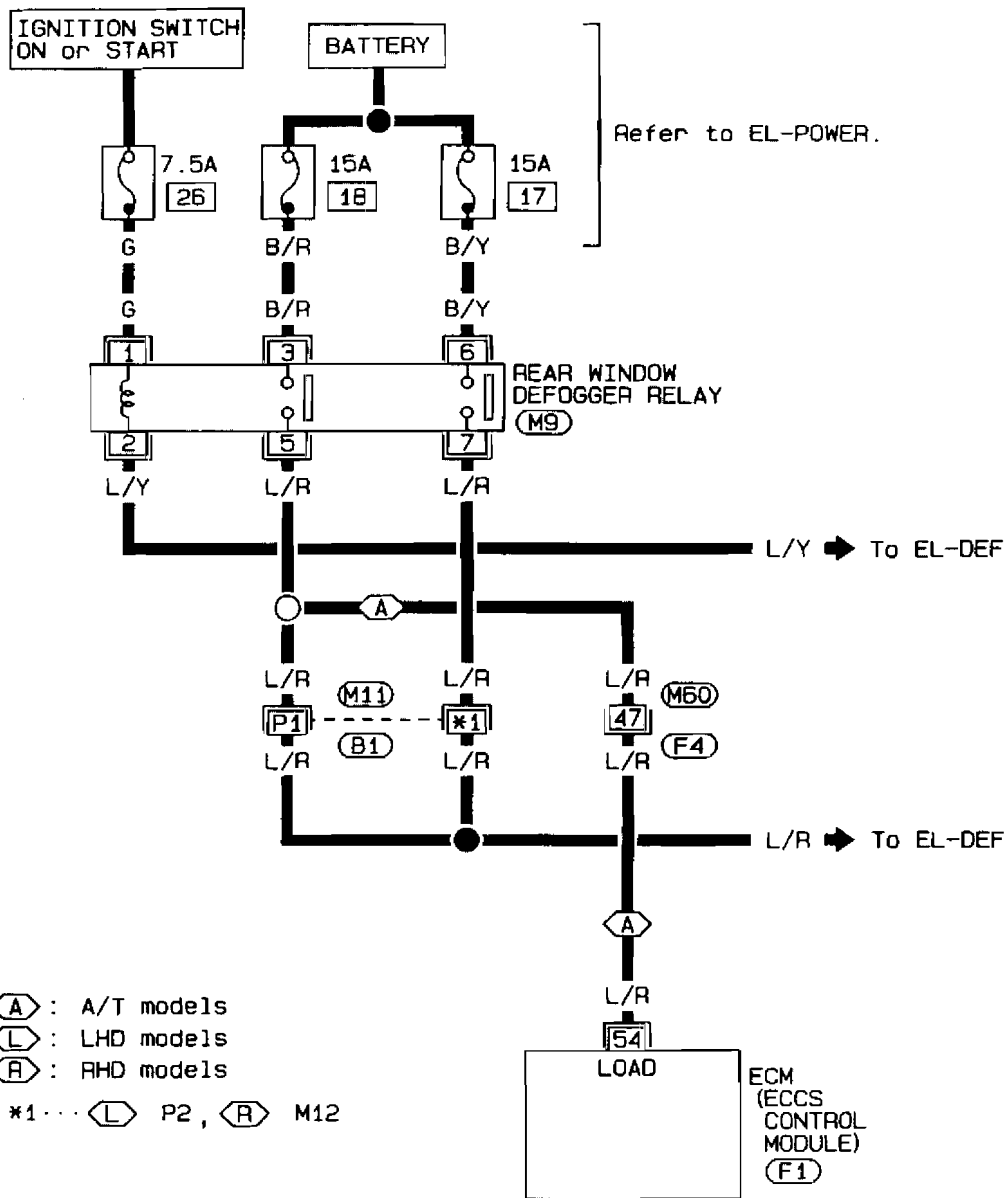 IGNITION SWITCH
ON or START
BATTERY
Refer to EL-POWER.
7.5A
26
15A
18
15A
17
G
B/R
B/Y
G
B/R
B/Y
1
3
6
REAR WINDOW
DEFOGGER RELAY
M9
2
5
7
L/Y
L/R
L/R
L/Y
To EL-DEF
A
L/R
L/R
L/R
M11
M60
P1
*1
47
B1
F4
L/R
L/R
L/R
L/R
To EL-DEF
A
L/R
54
LOAD
ECM
(ECCS
CONTROL
MODULE)
F1
A : A/T models
L : LHD models
R : RHD models
*1... L P2, R M12